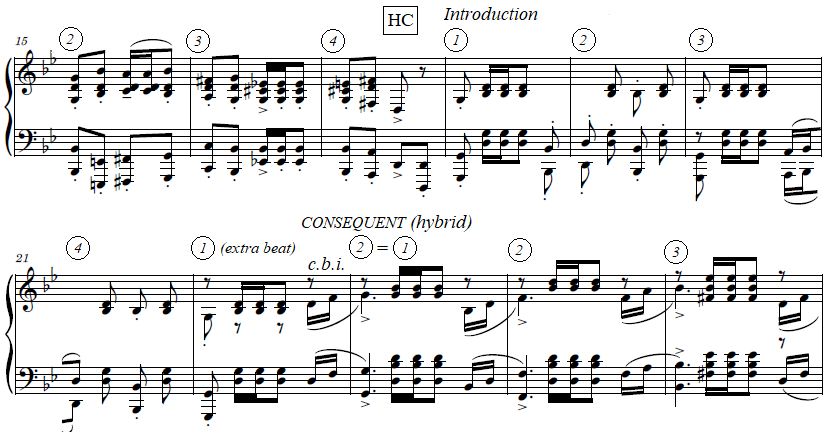 HC Introduction
15 2 3 4 1 2 3
CONSEQUENT (hybrid)
21 4 1 (extra beat) 2 = 1 2 3
c.b.i.